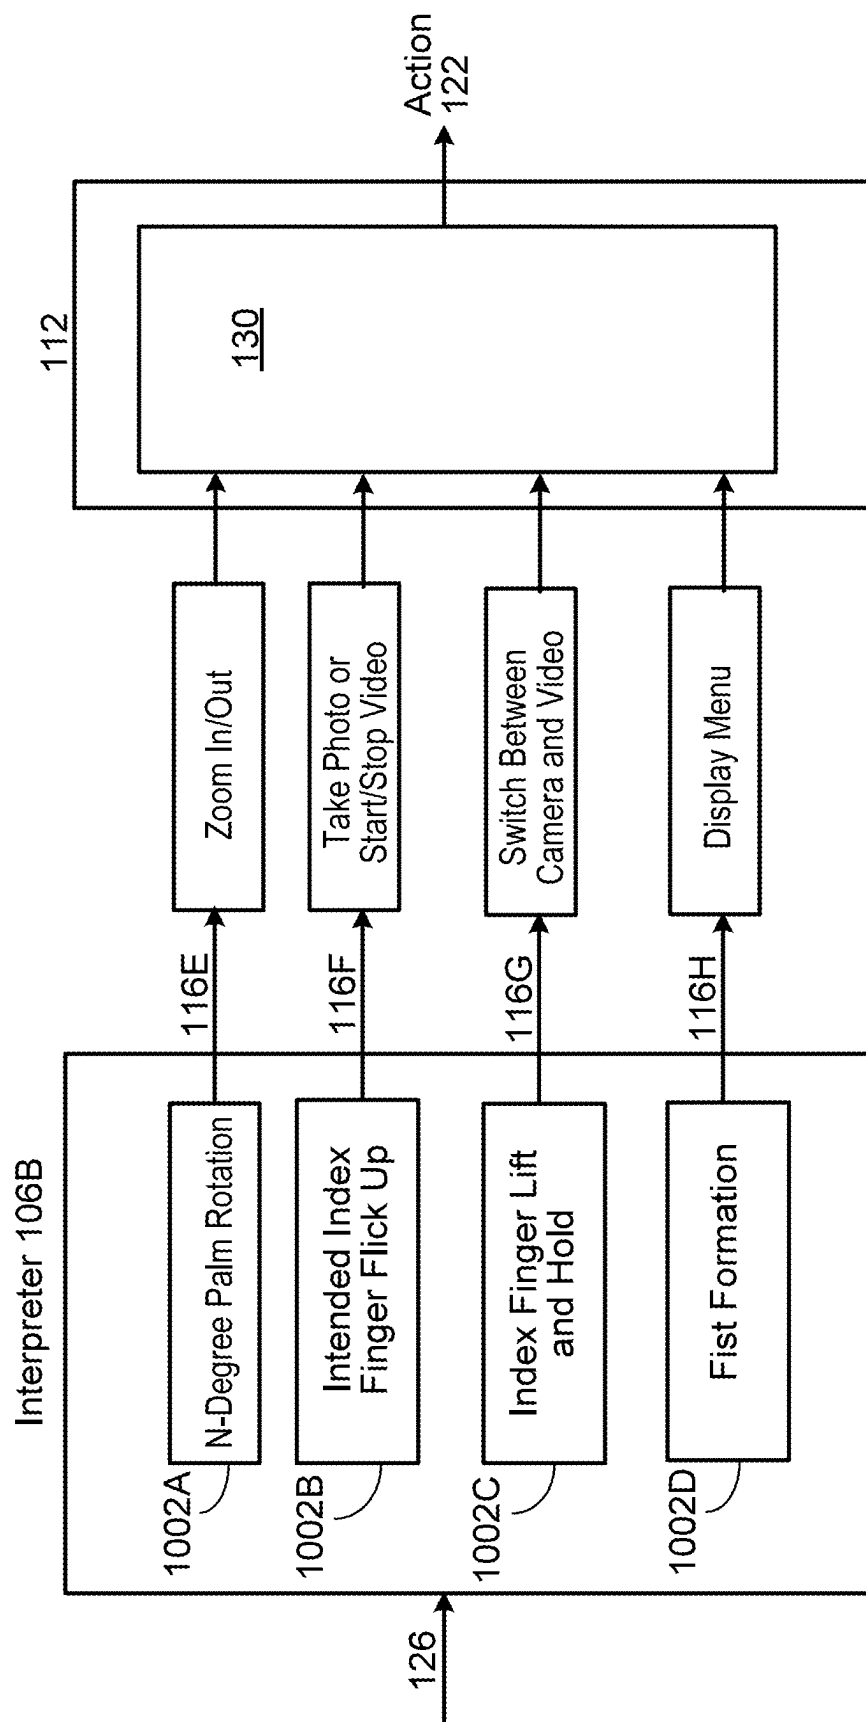 Interpreter 106B
126
1002A
N-Degree Palm Rotation
116E
Zoom In/Out
1002B
Intended Index
Finger Flick Up
116F
Take Photo or
Start/Stop Video
1002C
Index Finger Lift
and Hold
116G
Switch Between
Camera and Video
1002D
Fist Formation
116H
Display Menu
112
130
Action
122